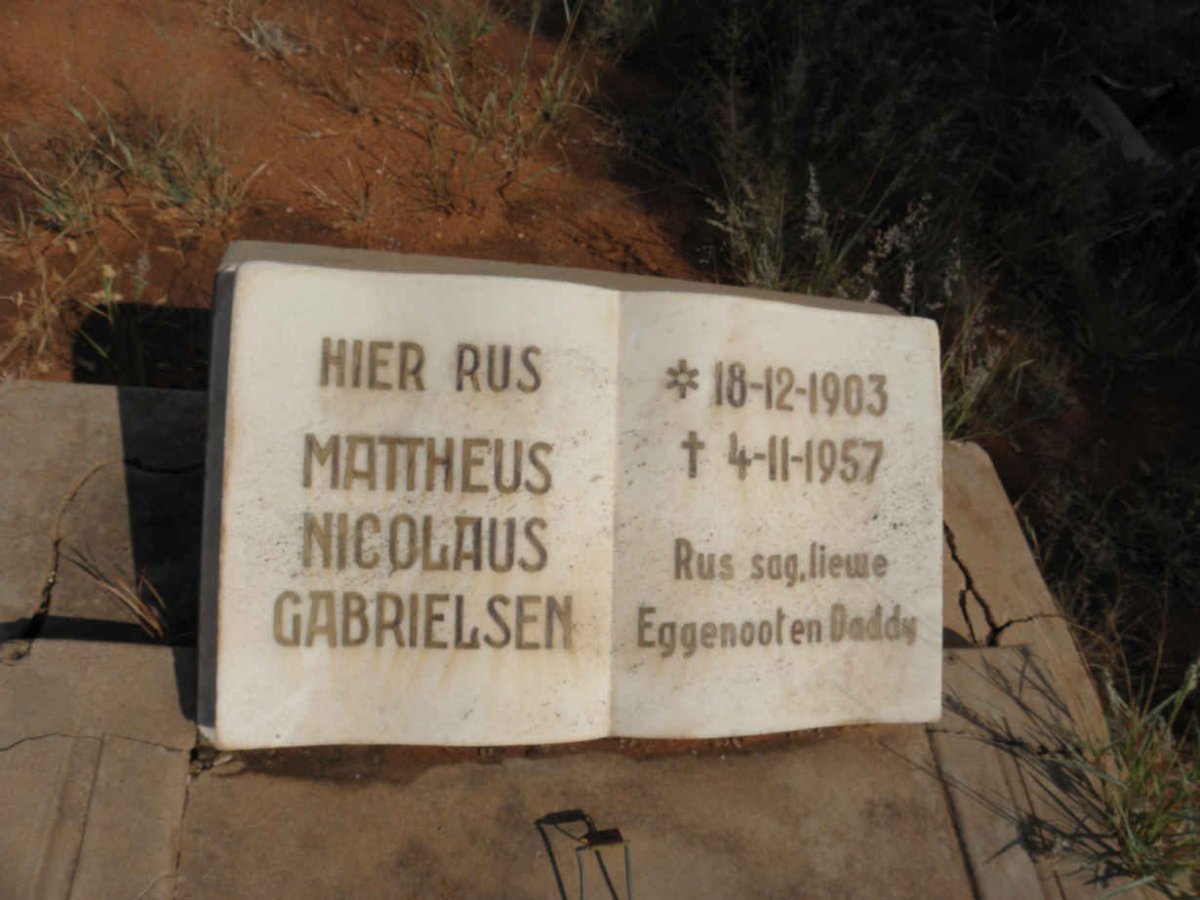 HIER RUS
MATTHEUS
NICOLAUS
GABRIELSEN
* 18-12-1903
† 4-11-1957
Rus sag, liewe
Eggenoot en Daddy